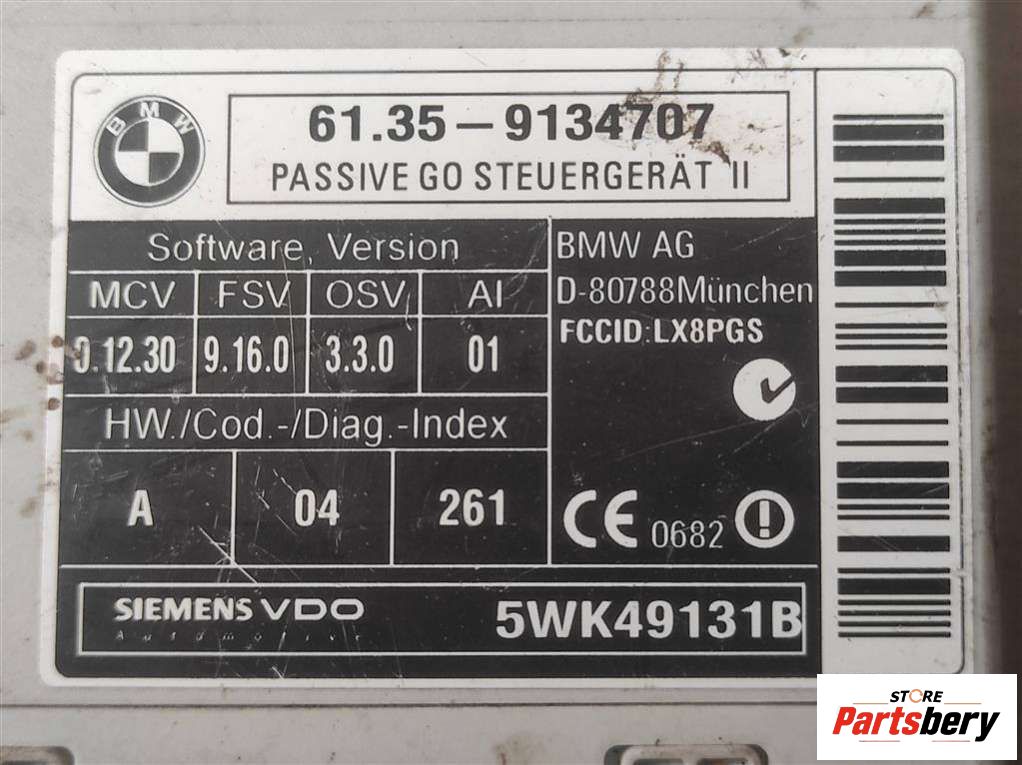 BMW
61.35-9134707
PASSIVE GO STEUERGERÄT II
Software, Version
MCV FSV OSV AI
0.12.30 9.16.0 3.3.0 01
HW./Cod.-/Diag.-Index
A 04 261
BMW AG
D-80788München
FCCID:LX8PGS
CE 0682
SIEMENS VDO
Automotive
5WK49131B
STORE
Partsbery